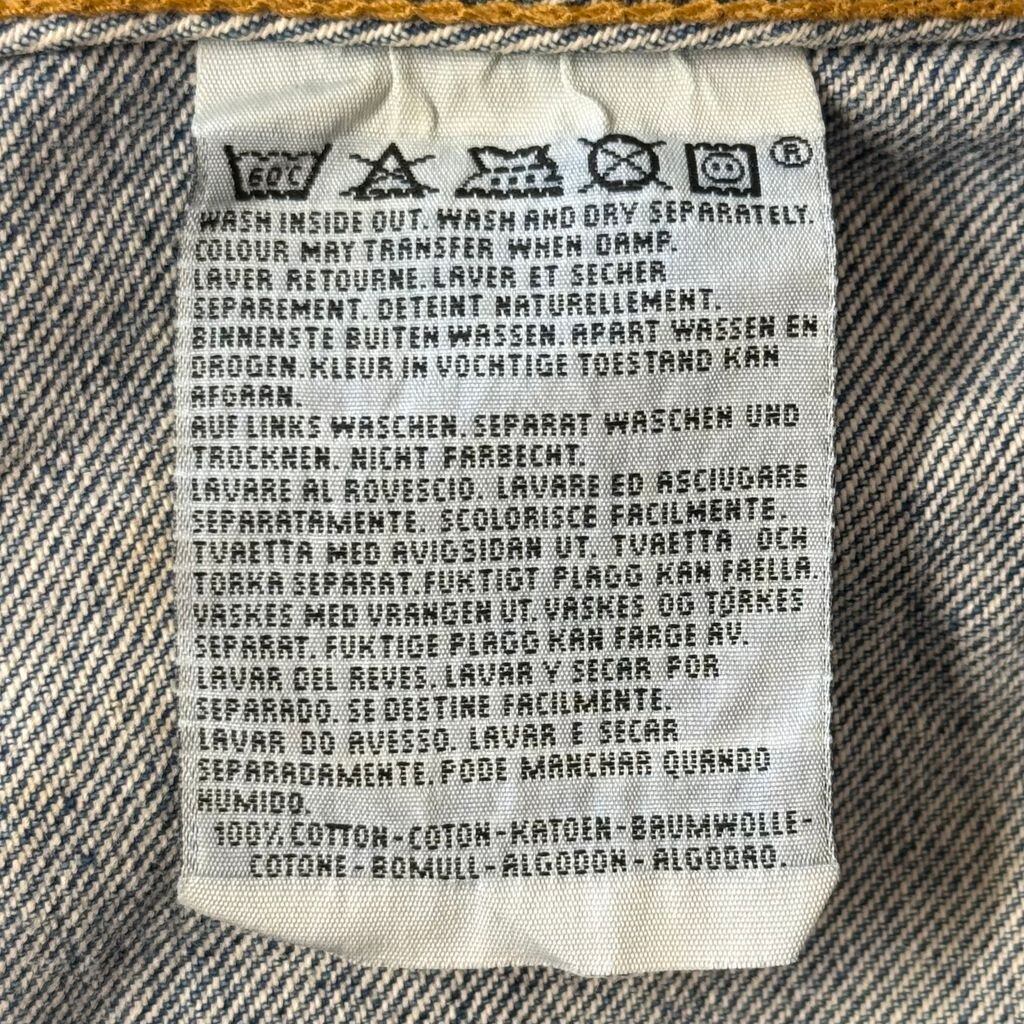 60C ®
WASH INSIDE OUT. WASH AND DRY SEPARATELY.
COLOUR MAY TRANSFER WHEN DAMP.
LAVER RETOURNE. LAVER ET SECHER
SEPAREMENT. DETEINT NATURELLEMENT.
BINNENSTE BUITEN WASSEN. APART WASSEN EN
DROGEN. KLEUR IN VOCHTIGE TOESTAND KAN
AFGAAN.
AUF LINKS WASCHEN. SEPARAT WASCHEN UND
TROCKNEN. NICHT FARBECHT.
LAVARE AL ROVESCIO. LAVARE ED ASCIUGARE
SEPARATAMENTE. SCOLORISCE FACILMENTE.
TVAETTA MED AVIGSIDAN UT. TVAETTA OCH
TORKA SEPARAT. FUKTIGT PLAGG KAN FAELLA.
VASKES MED VRANGEN UT. VASKES OG TØRKES
SEPARAT. FUKTIGE PLAGG KAN FARGE AV.
LAVAR DEL REVES. LAVAR Y SECAR POR
SEPARADO. SE DESTINE FACILMENTE.
LAVAR DO AVESSO. LAVAR E SECAR
SEPARADAMENTE. PODE MANCHAR QUANDO
HUMIDO.
100% COTTON-COTON-KATOEN-BAUMWOLLE-
COTONE-BOMULL-ALGODON-ALGODAO.